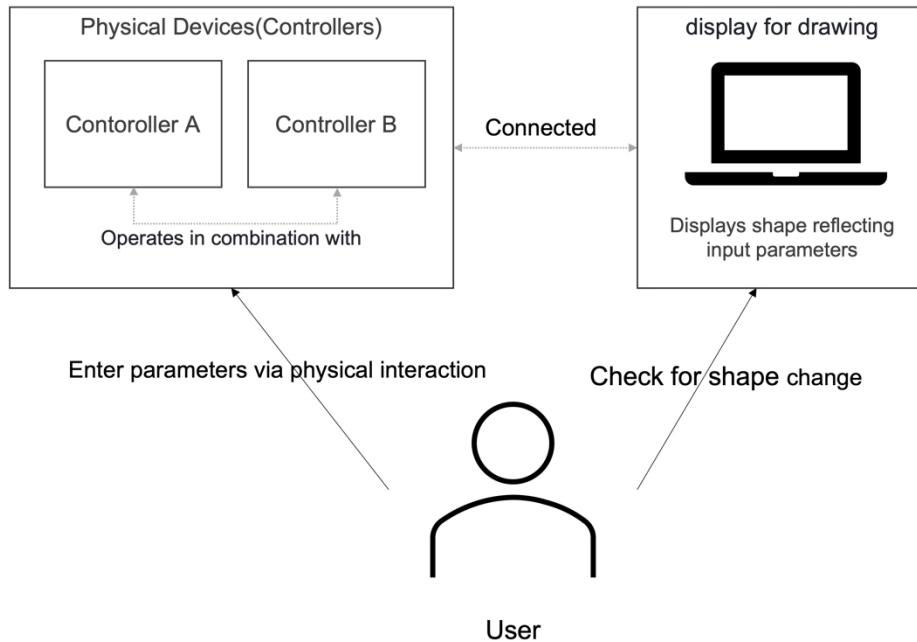 Physical Devices(Controllers)
Contoroller A
Controller B
Operates in combination with
Connected
display for drawing
Displays shape reflecting
input parameters
Enter parameters via physical interaction
Check for shape change
User